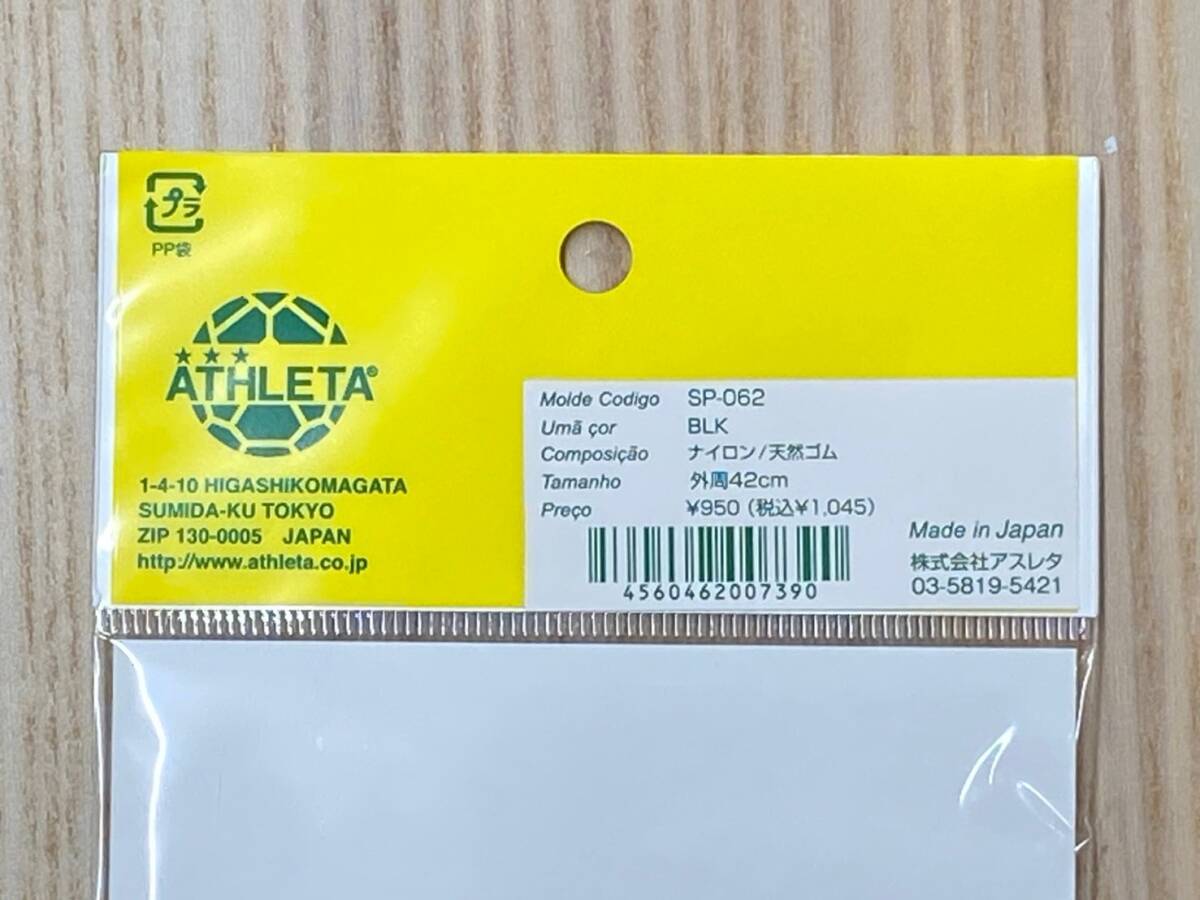 プラ
PP袋
★★★
ATHLETA®
1-4-10 HIGASHIKOMAGATA
SUMIDA-KU TOKYO
ZIP 130-0005 JAPAN
http://www.athleta.co.jp
Molde Codigo SP-062
Umã çor BLK
Composição ナイロン/天然ゴム
Tamanho 外周42cm
Preço ¥950 (税込¥1,045)
4560462007390
Made in Japan
株式会社アスレタ
03-5819-5421